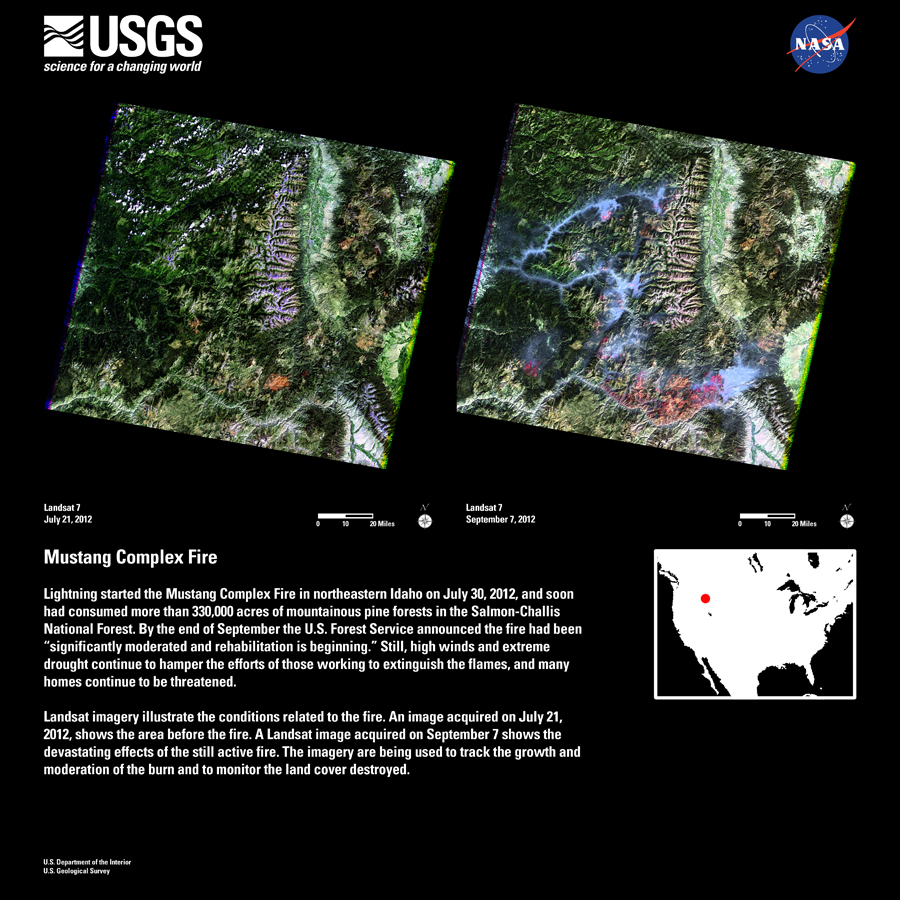 USGS
science for a changing world
NASA
Landsat 7
July 21, 2012
N
0 10 20 Miles
Landsat 7
September 7, 2012
N
0 10 20 Miles
Mustang Complex Fire
Lightning started the Mustang Complex Fire in northeastern Idaho on July 30, 2012, and soon
had consumed more than 330,000 acres of mountainous pine forests in the Salmon-Challis
National Forest. By the end of September the U.S. Forest Service announced the fire had been
“significantly moderated and rehabilitation is beginning.” Still, high winds and extreme
drought continue to hamper the efforts of those working to extinguish the flames, and many
homes continue to be threatened.
Landsat imagery illustrate the conditions related to the fire. An image acquired on July 21,
2012, shows the area before the fire. A Landsat image acquired on September 7 shows the
devastating effects of the still active fire. The imagery are being used to track the growth and
moderation of the burn and to monitor the land cover destroyed.
U.S. Department of the Interior
U.S. Geological Survey